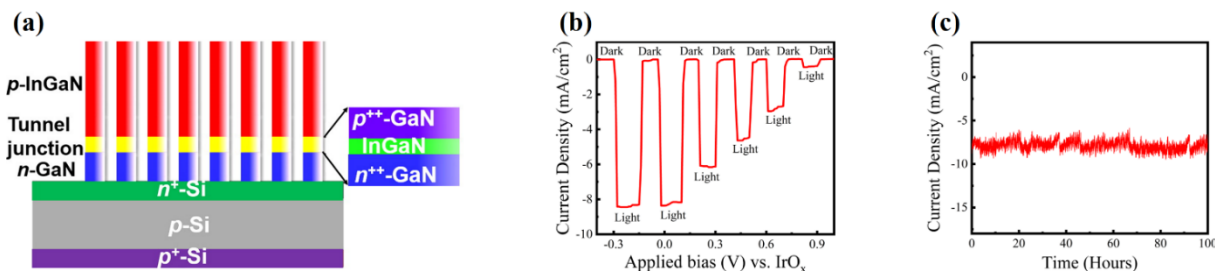 (a)
p-InGaN
Tunnel
junction
n-GaN
p⁺⁺-GaN
InGaN
n⁺⁺-GaN
n⁺-Si
p-Si
p⁺-Si
(b)
Current Density (mA/cm²)
0
-2
-4
-6
-8
-10
Dark Dark Dark Dark Dark Dark
Light
Light
Light
Light
Light
Light
-0.3 0.0 0.3 0.6 0.9
Applied bias (V) vs. IrOₓ
(c)
Current Density (mA/cm²)
0
-5
-10
-15
0 20 40 60 80 100
Time (Hours)